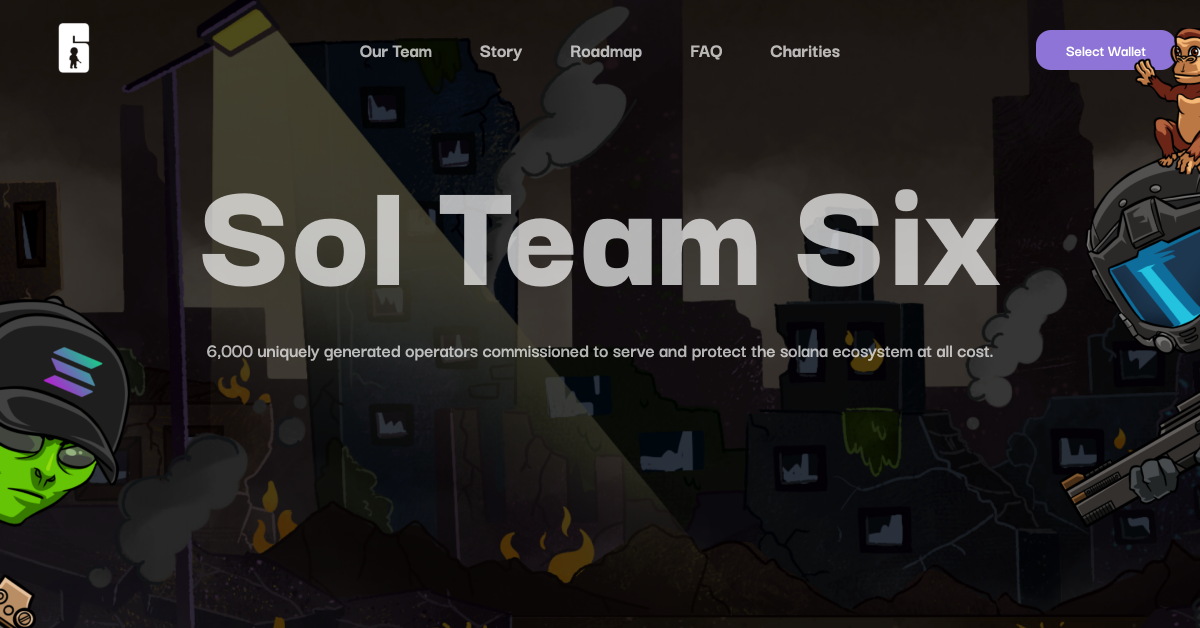 Our Team
Story
Roadmap
FAQ
Charities
Select Wallet
Sol Team Six
6,000 uniquely generated operators commissioned to serve and protect the solana ecosystem at all cost.